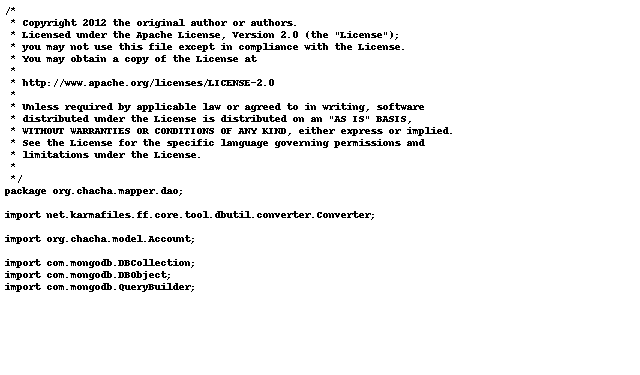 /*
 * Copyright 2012 the original author or authors.
 * Licensed under the Apache License, Version 2.0 (the "License");
 * you may not use this file except in compliance with the License.
 * You may obtain a copy of the License at
 *
 * http://www.apache.org/licenses/LICENSE-2.0
 *
 * Unless required by applicable law or agreed to in writing, software
 * distributed under the License is distributed on an "AS IS" BASIS,
 * WITHOUT WARRANTIES OR CONDITIONS OF ANY KIND, either express or implied.
 * See the License for the specific language governing permissions and
 * limitations under the License.
 *
 */
package org.chacha.mapper.dao;

import net.karmafiles.ff.core.tool.dbutil.converter.Converter;

import org.chacha.model.Account;

import com.mongodb.DBCollection;
import com.mongodb.DBObject;
import com.mongodb.QueryBuilder;